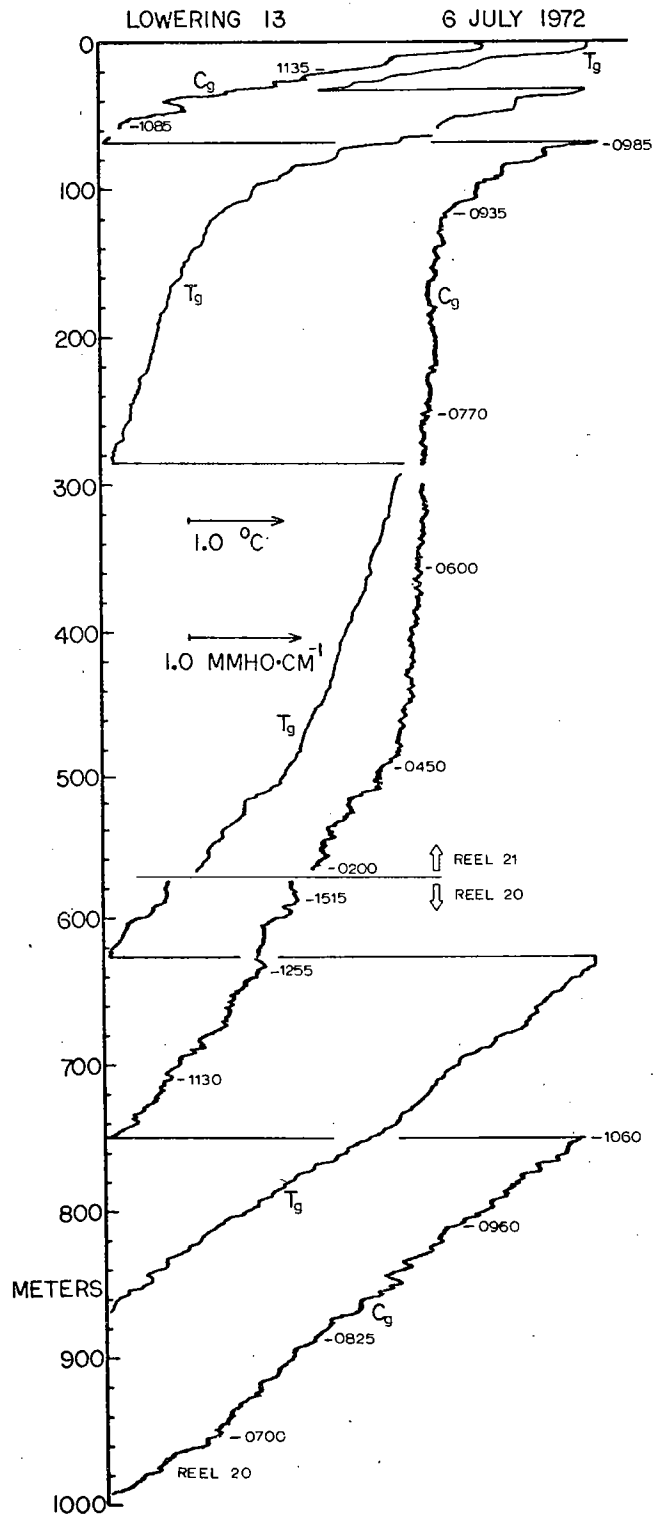 LOWERING 13 6 JULY 1972
0
Tg
1135-
Cg
-1085
-0985
100
-0935
Tg
Cg
200
-0770
300
1.0 °C
-0600
400
1.0 MMHO·CM⁻¹
Tg
-0450
500
-0200
REEL 21
REEL 20
-1515
600
-1255
700
-1130
-1060
Tg
800
-0960
METERS
Cg
-0825
900
-0700
REEL 20
1000